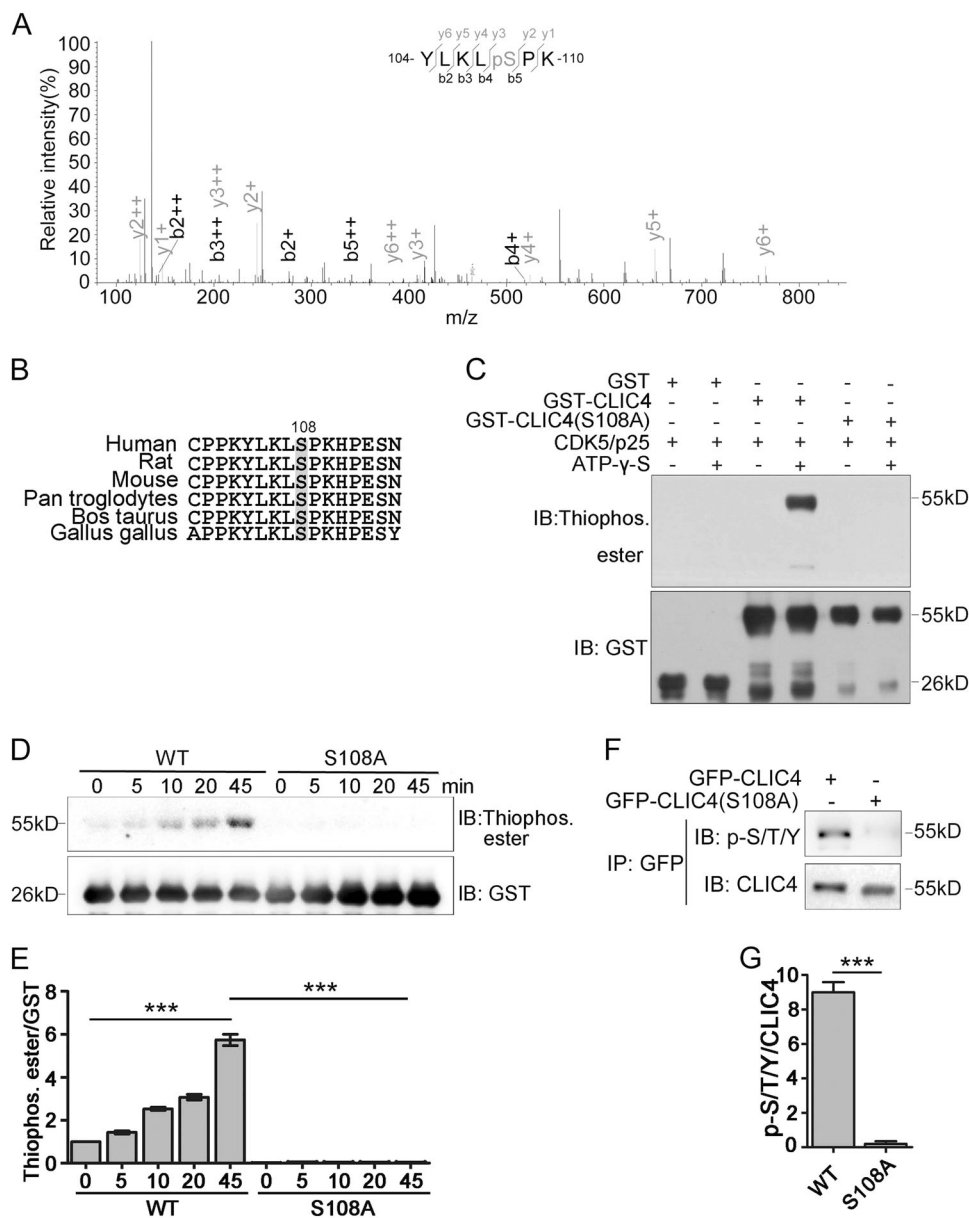 A
y6 y5 y4 y3 y2 y1
104- YLKLpSPK -110
b2 b3 b4 b5
Relative intensity(%)
100
90
80
70
60
50
40
30
20
10
0
y2++
y1+
b2++
b3++
y3++
y2+
b2+
b5++
y6++
y3+
b4+
y4+
y5+
y6+
100 200 300 400 500 600 700 800
m/z
B
108
Human CPPKYLKLSPKHPESN
Rat CPPKYLKLSPKHPESN
Mouse CPPKYLKLSPKHPESN
Pan troglodytes CPPKYLKLSPKHPESN
Bos taurus CPPKYLKLSPKHPESN
Gallus gallus APPKYLKLSPKHPESY
C
GST + + - - - -
GST-CLIC4 - - + + - -
GST-CLIC4(S108A) - - - - + +
CDK5/p25 + + + + + +
ATP-γ-S - + - + - +
IB:Thiophos. ester
55kD
IB: GST
55kD
26kD
D
WT S108A
0 5 10 20 45 0 5 10 20 45 min
55kD
IB:Thiophos. ester
26kD
IB: GST
F
GFP-CLIC4 + -
GFP-CLIC4(S108A) - +
IP: GFP
IB: p-S/T/Y
55kD
IB: CLIC4
55kD
E
Thiophos. ester/GST
8
6
4
2
0
***
***
0 5 10 20 45 0 5 10 20 45
WT S108A
G
p-S/T/Y/CLIC4
10
8
6
4
2
0
***
WT S108A